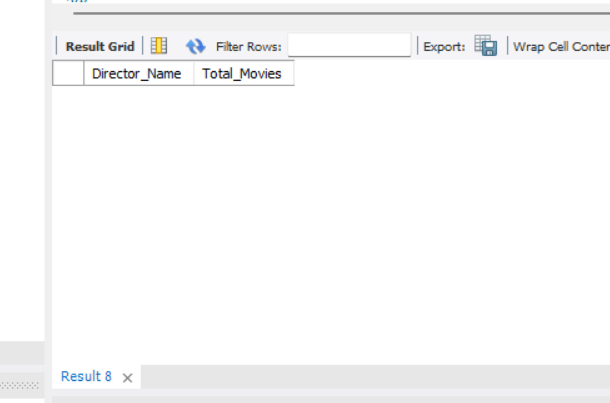 Result Grid Filter Rows: Export: Wrap Cell Conter
Director_Name Total_Movies
Result 8